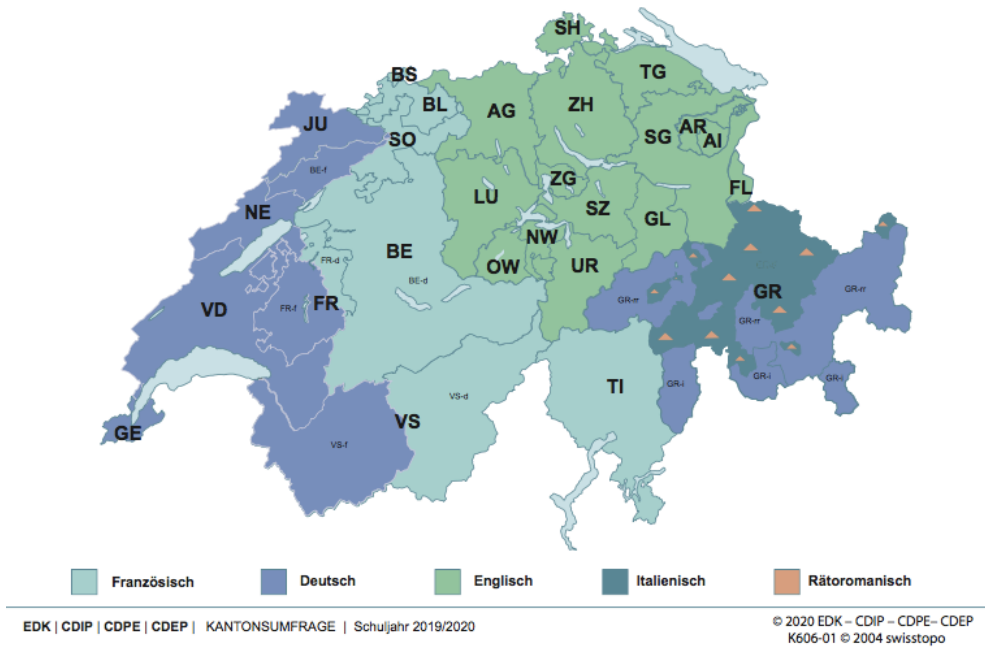 SH
BS
TG
BL
AG
ZH
JU
AR
SO
SG
AI
BE-f
ZG
FL
LU
SZ
NE
GL
NW
BE
OW
UR
FR-d
BE-d
GR
GR-rr
GR-rr
VD
FR-f
FR
GR-rr
GR-i
GR-i
GR-i
TI
VS-d
VS
GE
VS-f
Französisch
Deutsch
Englisch
Italienisch
Rätoromanisch
EDK | CDIP | CDPE | CDEP | KANTONSUMFRAGE | Schuljahr 2019/2020
© 2020 EDK – CDIP – CDPE– CDEP
K606-01 © 2004 swisstopo